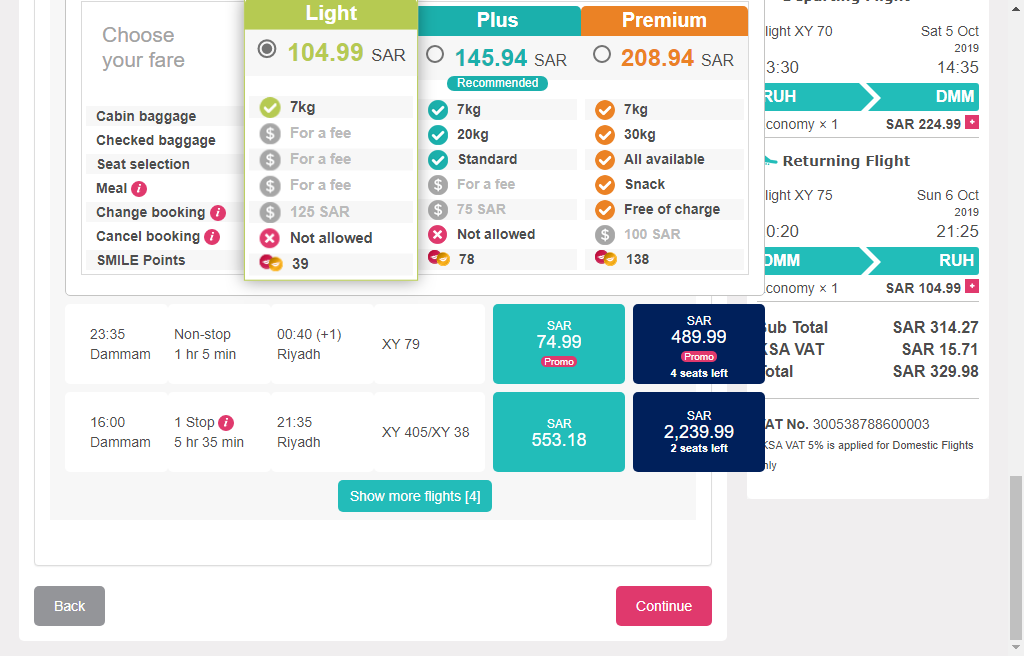 Choose
your fare
Cabin baggage
Checked baggage
Seat selection
Meal i
Change booking i
Cancel booking i
SMILE Points
Light
104.99 SAR
7kg
$ For a fee
$ For a fee
$ For a fee
$ 125 SAR
Not allowed
39
Plus
145.94 SAR
Recommended
7kg
20kg
Standard
$ For a fee
$ 75 SAR
Not allowed
78
Premium
208.94 SAR
7kg
30kg
All available
Snack
Free of charge
$ 100 SAR
138
23:35
Dammam
Non-stop
1 hr 5 min
00:40 (+1)
Riyadh
XY 79
SAR
74.99
Promo
SAR
489.99
Promo
4 seats left
16:00
Dammam
1 Stop i
5 hr 35 min
21:35
Riyadh
XY 405/XY 38
SAR
553.18
SAR
2,239.99
2 seats left
Show more flights [4]
Back
Continue
light XY 70 Sat 5 Oct
2019
3:30 14:35
RUH DMM
conomy × 1 SAR 224.99 +
Returning Flight
light XY 75 Sun 6 Oct
2019
0:20 21:25
DMM RUH
conomy × 1 SAR 104.99 +
ub Total SAR 314.27
KSA VAT SAR 15.71
otal SAR 329.98
AT No. 300538788600003
KSA VAT 5% is applied for Domestic Flights
nly